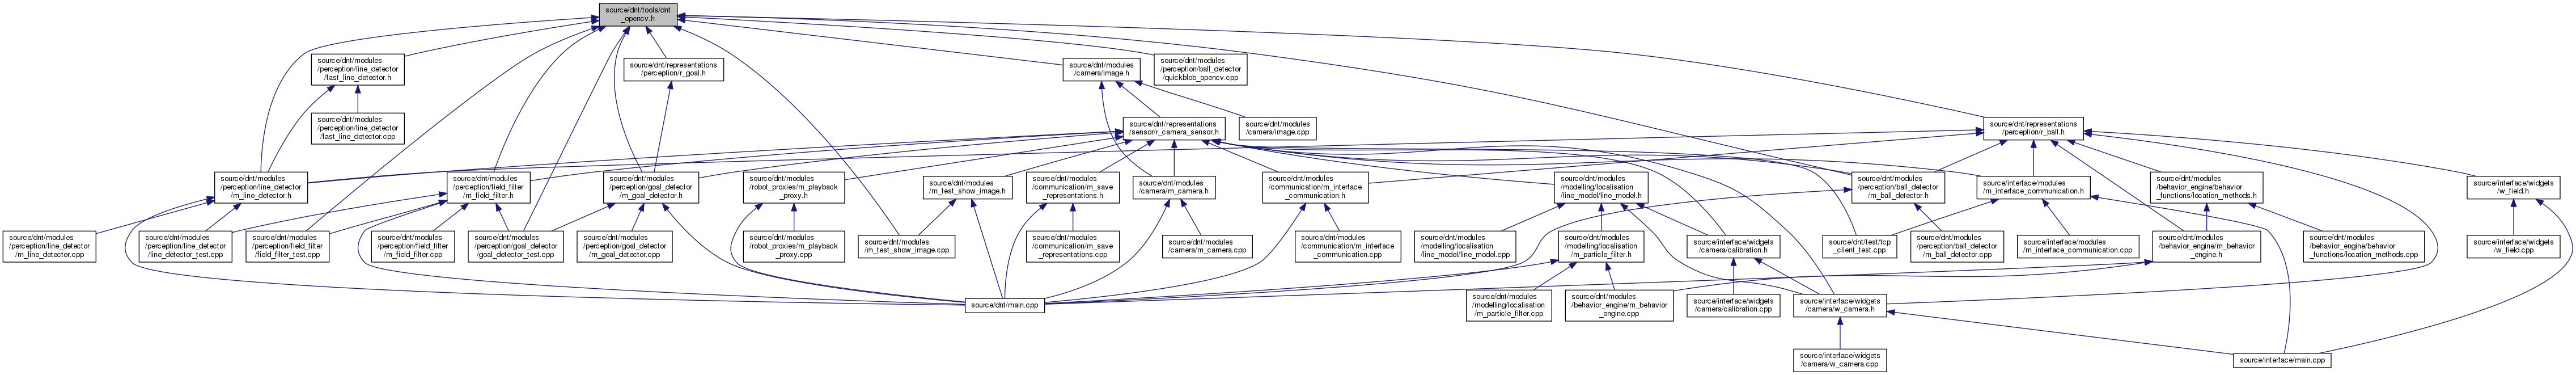 source/dnt/tools/dnt
_opencv.h
source/dnt/modules
/perception/line_detector
/fast_line_detector.h
source/dnt/representations
/perception/r_goal.h
source/dnt/modules
/camera/image.h
source/dnt/modules
/perception/ball_detector
/quickblob_opencv.cpp
source/dnt/modules
/perception/line_detector
/fast_line_detector.cpp
source/dnt/representations
/sensor/r_camera_sensor.h
source/dnt/modules
/camera/image.cpp
source/dnt/representations
/perception/r_ball.h
source/dnt/modules
/perception/line_detector
/m_line_detector.h
source/dnt/modules
/perception/field_filter
/m_field_filter.h
source/dnt/modules
/perception/goal_detector
/m_goal_detector.h
source/dnt/modules
/robot_proxies/m_playback
_proxy.h
source/dnt/modules
/m_test_show_image.h
source/dnt/modules
/communication/m_save
_representations.h
source/dnt/modules
/camera/m_camera.h
source/dnt/modules
/communication/m_interface
_communication.h
source/dnt/modules
/modelling/localisation
/line_model/line_model.h
source/dnt/modules
/perception/ball_detector
/m_ball_detector.h
source/interface/modules
/m_interface_communication.h
source/dnt/modules
/behavior_engine/behavior
_functions/location_methods.h
source/interface/widgets
/w_field.h
source/dnt/modules
/perception/line_detector
/m_line_detector.cpp
source/dnt/modules
/perception/line_detector
/line_detector_test.cpp
source/dnt/modules
/perception/field_filter
/field_filter_test.cpp
source/dnt/modules
/perception/field_filter
/m_field_filter.cpp
source/dnt/modules
/perception/goal_detector
/goal_detector_test.cpp
source/dnt/modules
/perception/goal_detector
/m_goal_detector.cpp
source/dnt/modules
/robot_proxies/m_playback
_proxy.cpp
source/dnt/modules
/m_test_show_image.cpp
source/dnt/modules
/communication/m_save
_representations.cpp
source/dnt/modules
/camera/m_camera.cpp
source/dnt/modules
/communication/m_interface
_communication.cpp
source/dnt/modules
/modelling/localisation
/line_model/line_model.cpp
source/dnt/modules
/modelling/localisation
/m_particle_filter.h
source/interface/widgets
/camera/calibration.h
source/dnt/test/tcp
_client_test.cpp
source/dnt/modules
/perception/ball_detector
/m_ball_detector.cpp
source/interface/modules
/m_interface_communication.cpp
source/dnt/modules
/behavior_engine/m_behavior
_engine.h
source/dnt/modules
/behavior_engine/behavior
_functions/location_methods.cpp
source/interface/widgets
/w_field.cpp
source/dnt/main.cpp
source/dnt/modules
/modelling/localisation
/m_particle_filter.cpp
source/dnt/modules
/behavior_engine/m_behavior
_engine.cpp
source/interface/widgets
/camera/calibration.cpp
source/interface/widgets
/camera/w_camera.h
source/interface/widgets
/camera/w_camera.cpp
source/interface/main.cpp